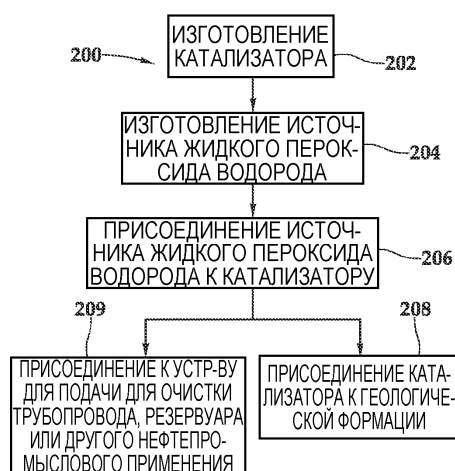 ИЗГОТОВЛЕНИЕ
КАТАЛИЗАТОРА
200
202
ИЗГОТОВЛЕНИЕ ИСТОЧ-
НИКА ЖИДКОГО ПЕРОК-
СИДА ВОДОРОДА
204
ПРИСОЕДИНЕНИЕ ИСТОЧ-
НИКА ЖИДКОГО ПЕРОКСИДА
ВОДОРОДА К КАТАЛИЗАТОРУ
206
209
208
ПРИСОЕДИНЕНИЕ К УСТР-ВУ
ДЛЯ ПОДАЧИ ДЛЯ ОЧИСТКИ
ТРУБОПРОВОДА, РЕЗЕРВУАРА
ИЛИ ДРУГОГО НЕФТЕПРО-
МЫСЛОВОГО ПРИМЕНЕНИЯ
ПРИСОЕДИНЕНИЕ КАТА-
ЛИЗАТОРА К ГЕОЛОГИЧЕ-
СКОЙ ФОРМАЦИИ